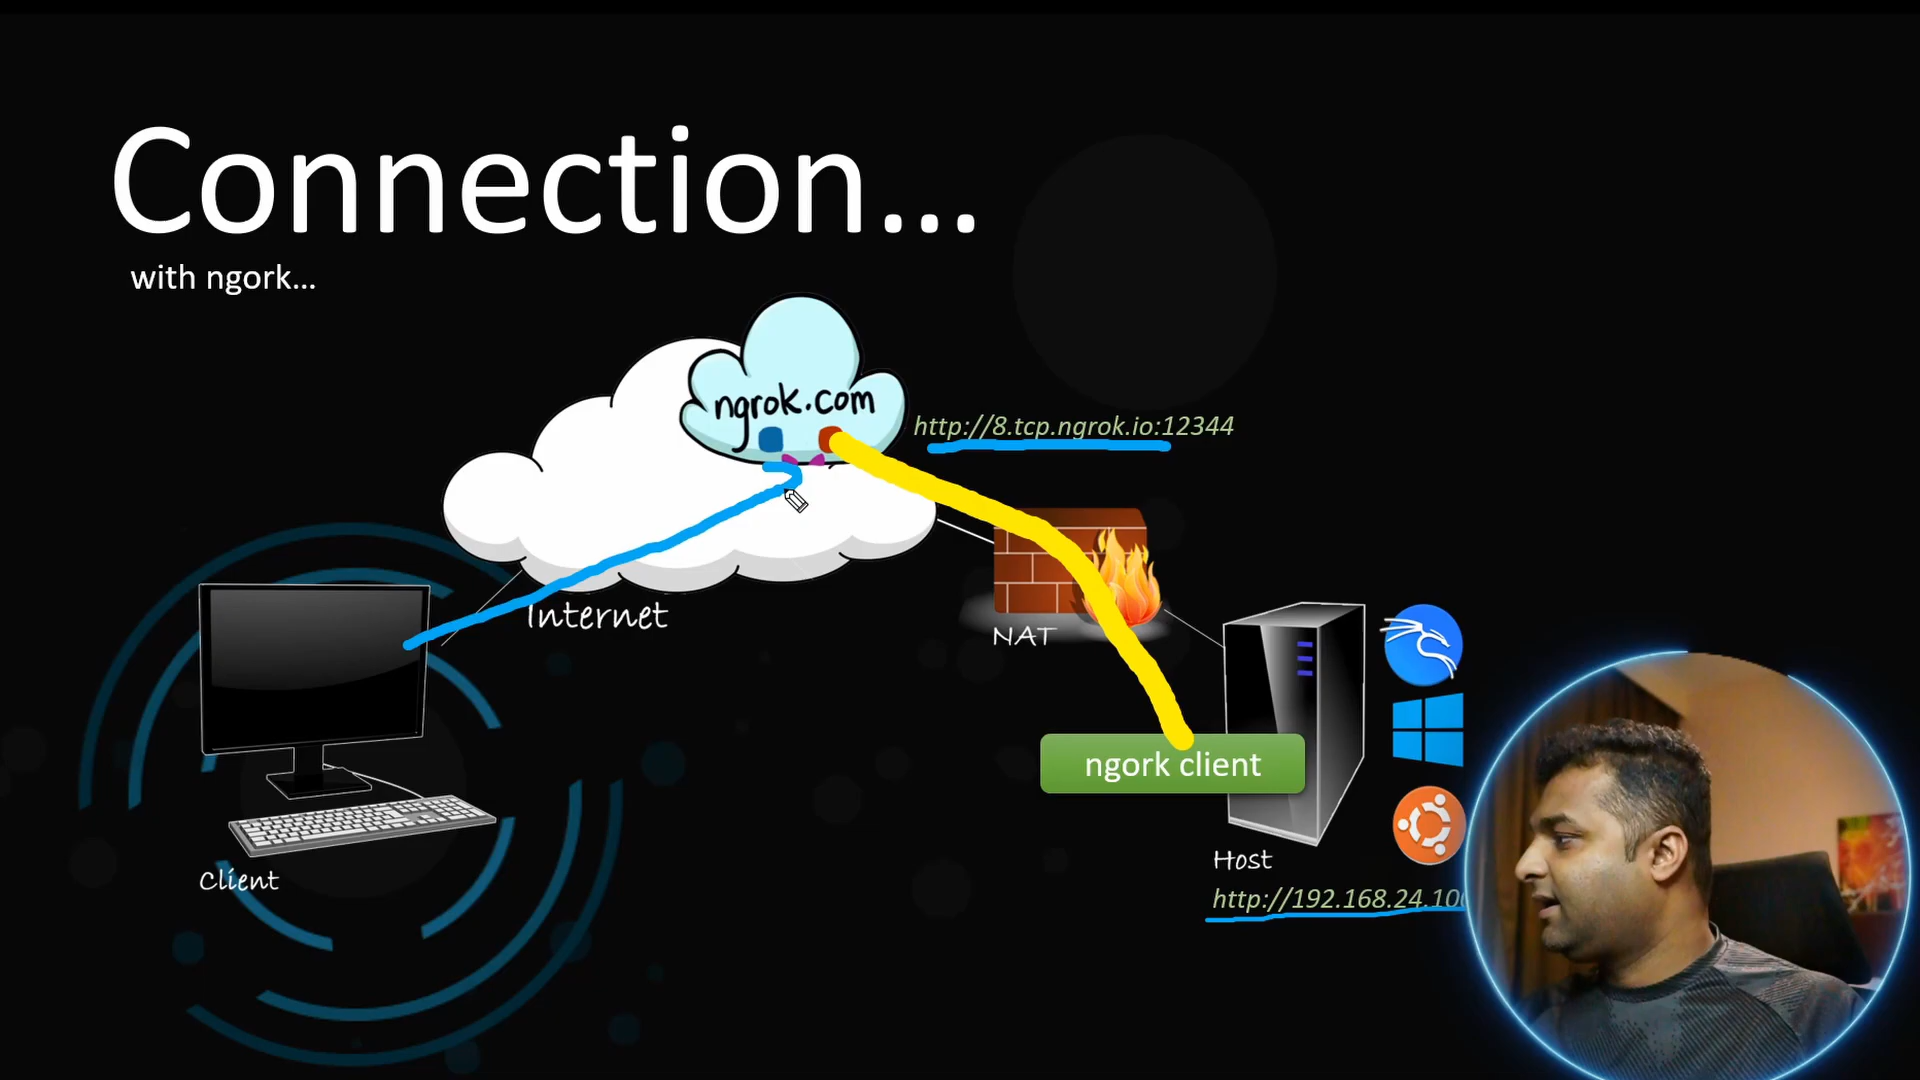 Connection...
with ngork...
ngrok.com
http://8.tcp.ngrok.io:12344
Internet
NAT
ngork client
Host
http://192.168.24.10
Client